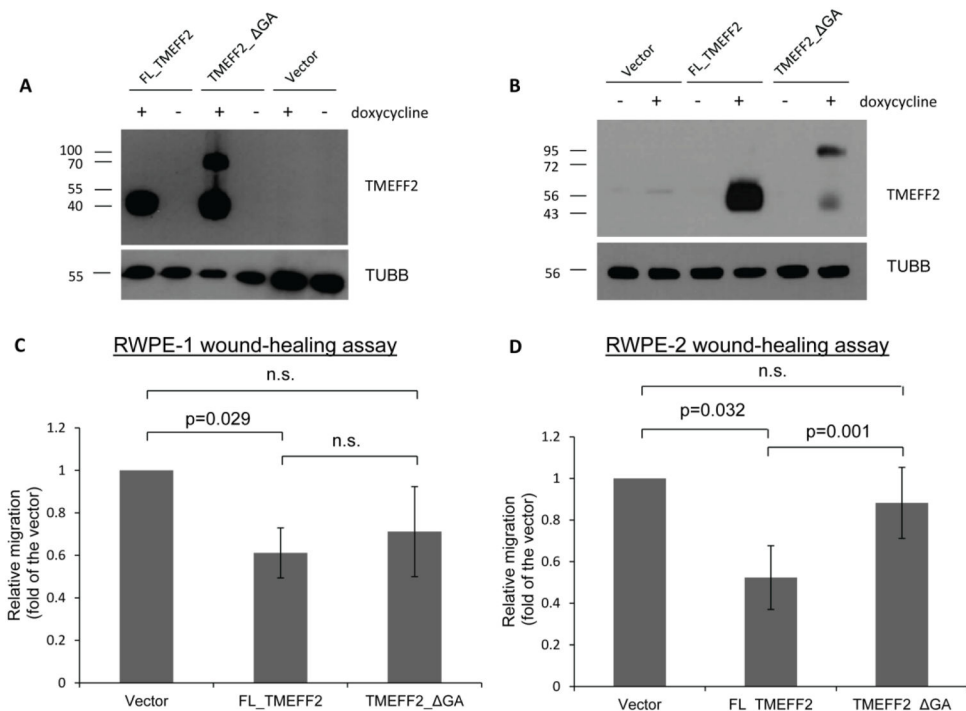 A
FL_TMEFF2
TMEFF2_ΔGA
Vector
+ - + - + - doxycycline
100
70
55
40
TMEFF2
55
TUBB
B
Vector
FL_TMEFF2
TMEFF2_ΔGA
- + - + - + doxycycline
95
72
56
43
TMEFF2
56
TUBB
C
RWPE-1 wound-healing assay
n.s.
p=0.029
n.s.
Relative migration
(fold of the vector)
1.2
1
0.8
0.6
0.4
0.2
0
Vector FL_TMEFF2 TMEFF2_ΔGA
D
RWPE-2 wound-healing assay
n.s.
p=0.032
p=0.001
Relative migration
(fold of the vector)
1.2
1
0.8
0.6
0.4
0.2
0
Vector FL_TMEFF2 TMEFF2_ΔGA